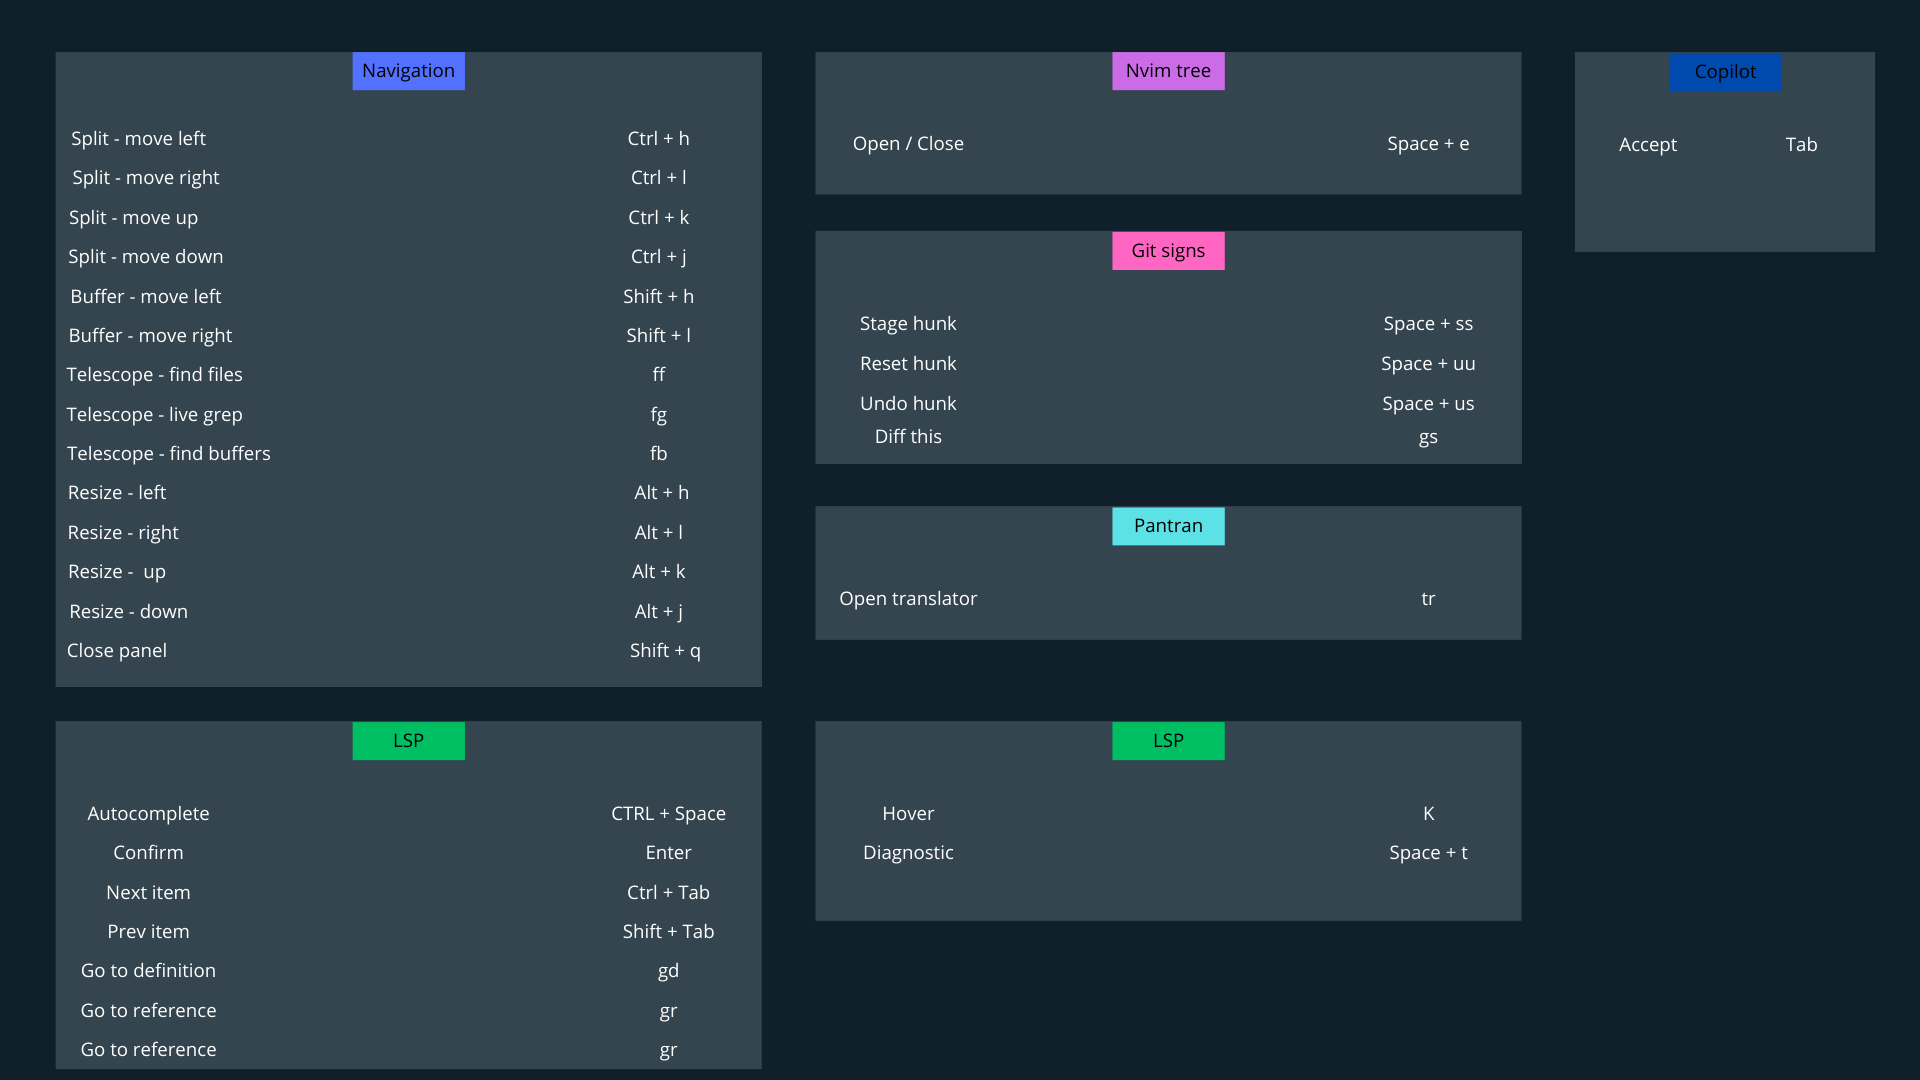 Navigation
Split - move left Ctrl + h
Split - move right Ctrl + l
Split - move up Ctrl + k
Split - move down Ctrl + j
Buffer - move left Shift + h
Buffer - move right Shift + l
Telescope - find files ff
Telescope - live grep fg
Telescope - find buffers fb
Resize - left Alt + h
Resize - right Alt + l
Resize -  up Alt + k
Resize - down Alt + j
Close panel Shift + q
LSP
Autocomplete CTRL + Space
Confirm Enter
Next item Ctrl + Tab
Prev item Shift + Tab
Go to definition gd
Go to reference gr
Go to reference gr
Nvim tree
Open / Close Space + e
Git signs
Stage hunk Space + ss
Reset hunk Space + uu
Undo hunk Space + us
Diff this gs
Pantran
Open translator tr
LSP
Hover K
Diagnostic Space + t
Copilot
Accept Tab